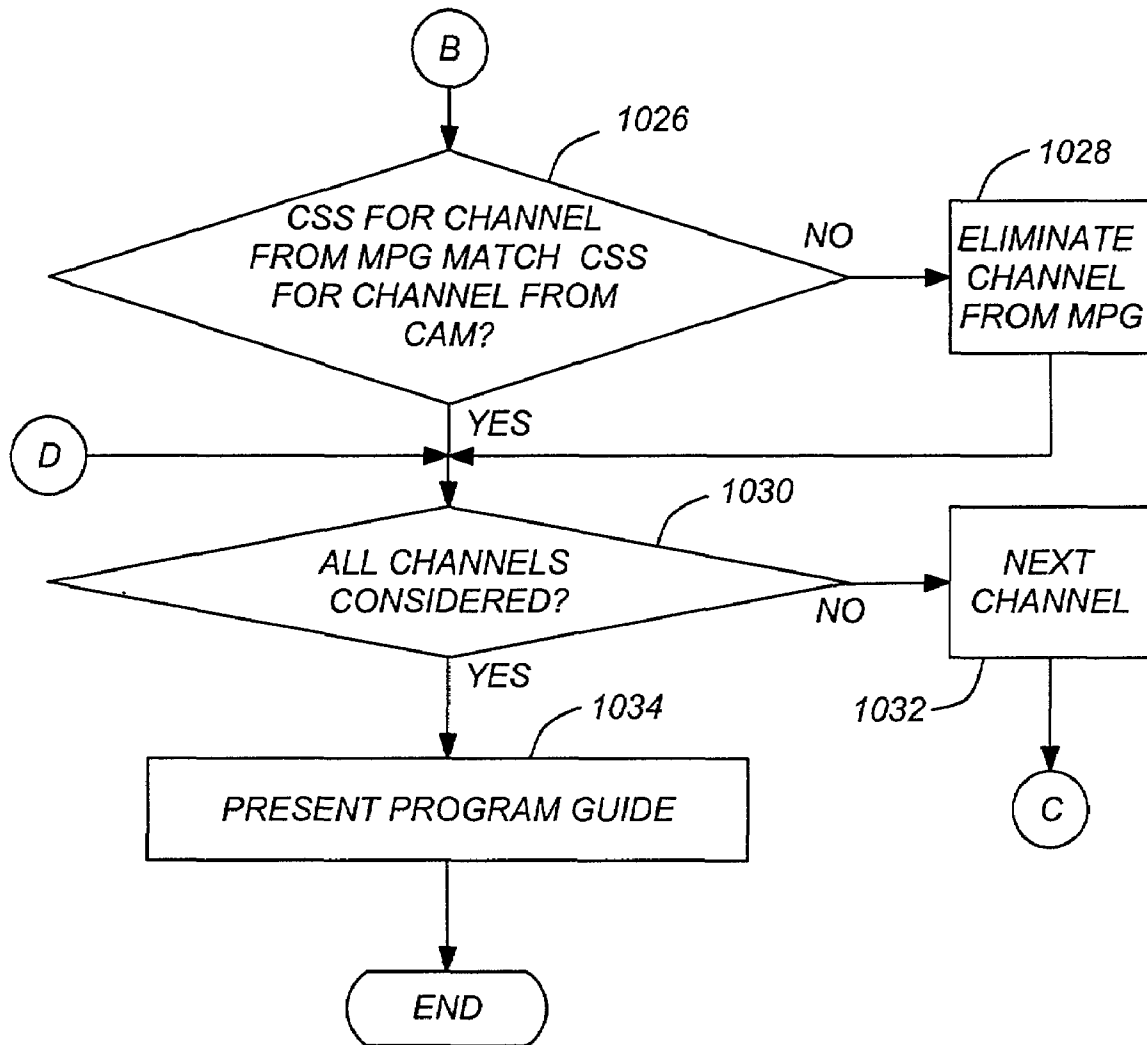 B
1026
CSS FOR CHANNEL
FROM MPG MATCH CSS
FOR CHANNEL FROM
CAM?
NO
1028
ELIMINATE
CHANNEL
FROM MPG
YES
D
1030
ALL CHANNELS
CONSIDERED?
NO
NEXT
CHANNEL
1032
YES
1034
PRESENT PROGRAM GUIDE
C
END